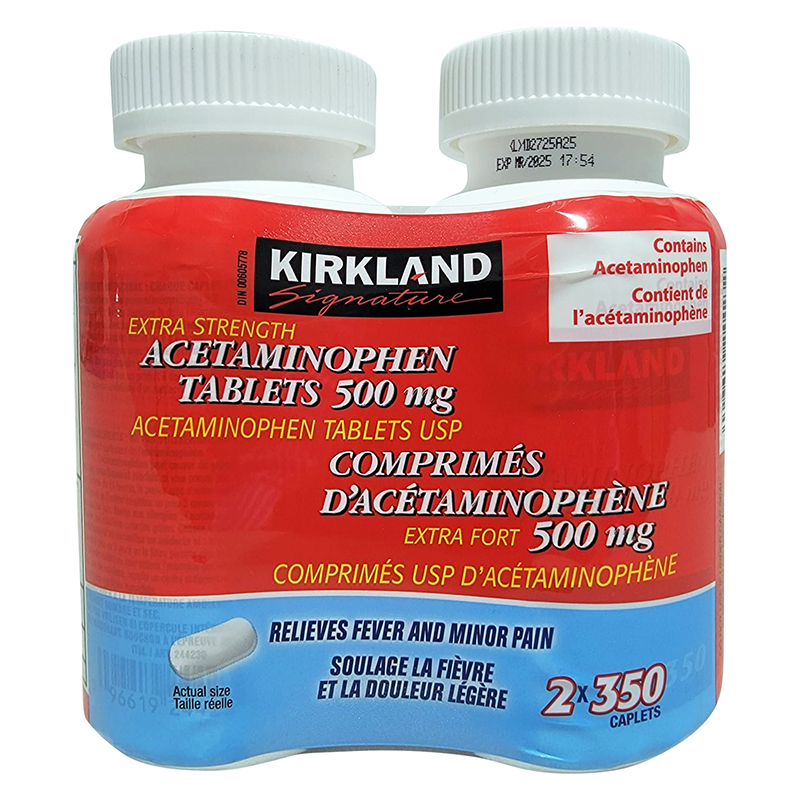 (L)1D2725A25
EXP MR/2025 17:54
DIN 00605778
KIRKLAND
Signature
Contains
Acetaminophen
Contient de
l'acétaminophène
EXTRA STRENGTH
ACETAMINOPHEN
TABLETS 500 mg
ACETAMINOPHEN TABLETS USP
COMPRIMÉS
D'ACÉTAMINOPHÈNE
EXTRA FORT 500 mg
COMPRIMÉS USP D'ACÉTAMINOPHÈNE
RELIEVES FEVER AND MINOR PAIN
SOULAGE LA FIÈVRE
ET LA DOULEUR LÉGÈRE
2 x 350
CAPLETS
Actual size
Taille réelle
96619